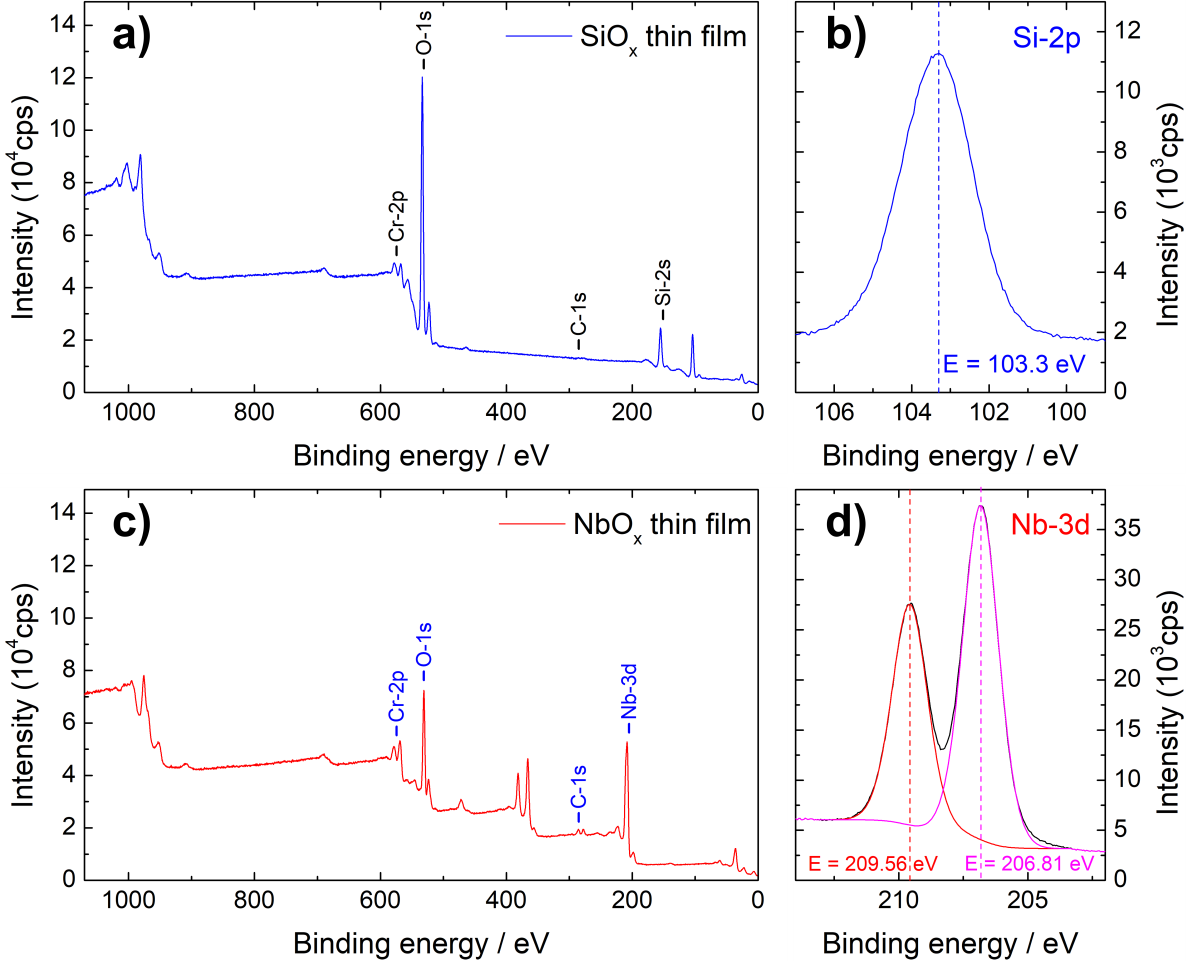 a)
SiOₓ thin film
O-1s
Cr-2p
C-1s
Si-2s
Intensity (10⁴cps)
14
12
10
8
6
4
2
0
1000
800
600
400
200
0
Binding energy / eV
b)
Si-2p
E = 103.3 eV
12
10
8
6
4
2
0
Intensity (10³cps)
106
104
102
100
Binding energy / eV
c)
NbOₓ thin film
Cr-2p
O-1s
C-1s
Nb-3d
Intensity (10⁴cps)
14
12
10
8
6
4
2
0
1000
800
600
400
200
0
Binding energy / eV
d)
Nb-3d
E = 209.56 eV
E = 206.81 eV
35
30
25
20
15
10
5
0
Intensity (10³cps)
210
205
Binding energy / eV